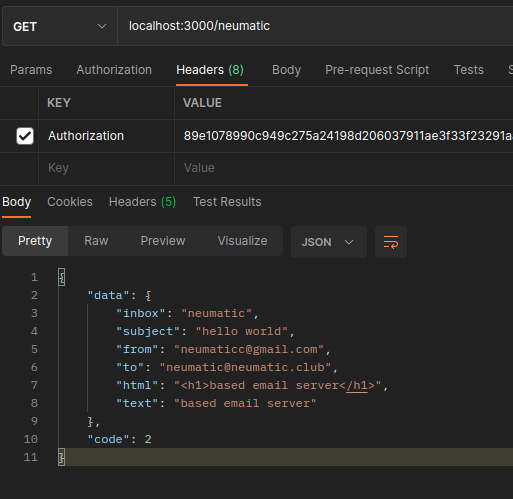 GET localhost:3000/neumatic
Params Authorization Headers (8) Body Pre-request Script Tests
KEY VALUE
Authorization 89e1078990c949c275a24198d206037911ae3f33f23291a
Key Value
Body Cookies Headers (5) Test Results
Pretty Raw Preview Visualize JSON
1 {
2 "data": {
3 "inbox": "neumatic",
4 "subject": "hello world",
5 "from": "neumaticc@gmail.com",
6 "to": "neumatic@neumatic.club",
7 "html": "<h1>based email server</h1>",
8 "text": "based email server"
9 },
10 "code": 2
11 }